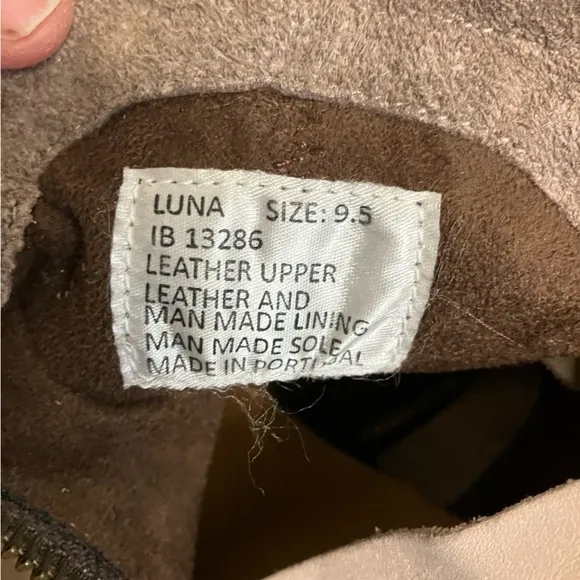 LUNA SIZE: 9.5
IB 13286
LEATHER UPPER
LEATHER AND
MAN MADE LINING
MAN MADE SOLE
MADE IN PORTUGAL